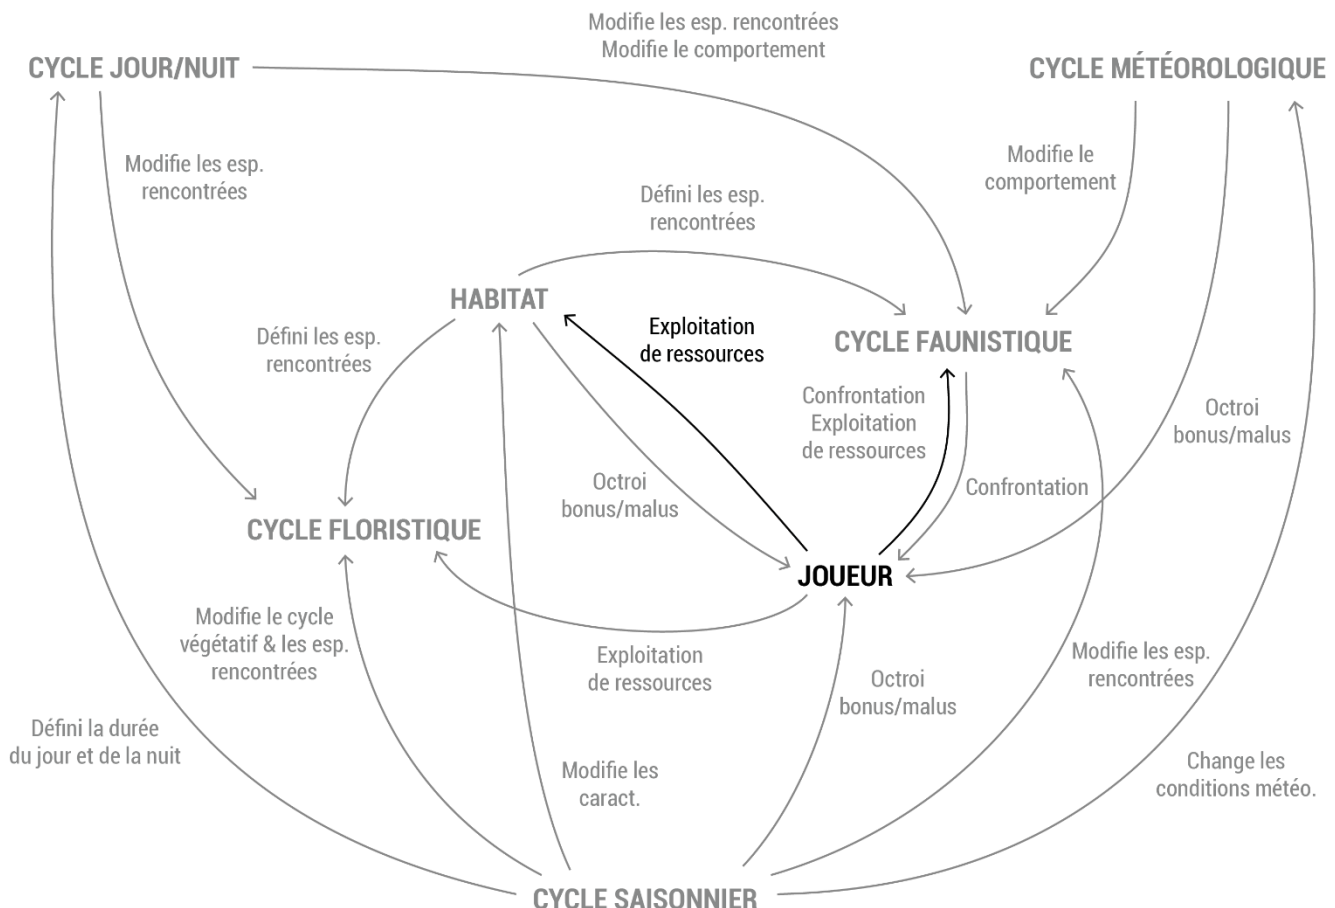 Modifie les esp. rencontrées
Modifie le comportement
CYCLE JOUR/NUIT
CYCLE MÉTÉOROLOGIQUE
Modifie les esp.
rencontrées
Modifie le
comportement
Défini les esp.
rencontrées
HABITAT
Exploitation
de ressources
CYCLE FAUNISTIQUE
Défini les esp.
rencontrées
Confrontation
Exploitation
de ressources
Octroi
bonus/malus
Octroi
bonus/malus
Confrontation
CYCLE FLORISTIQUE
JOUEUR
Modifie le cycle
végétatif & les esp.
rencontrées
Exploitation
de ressources
Octroi
bonus/malus
Modifie les esp.
rencontrées
Défini la durée
du jour et de la nuit
Modifie les
caract.
Change les
conditions météo.
CYCLE SAISONNIER